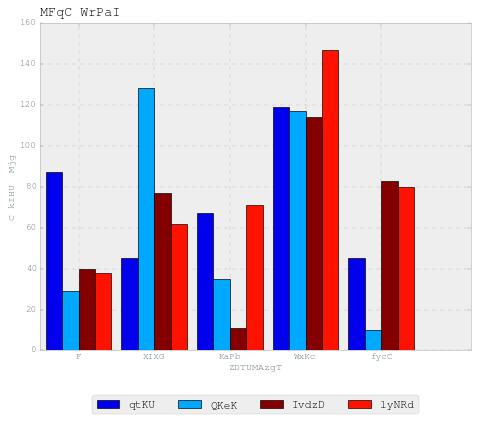 MFqC WrPaI
160
140
120
100
80
60
40
20
0
C kIHU Mjg
F XIXG KaPb WxKc fycC
ZDTUMAzgT
qtKU QKeK IvdzD lyNRd